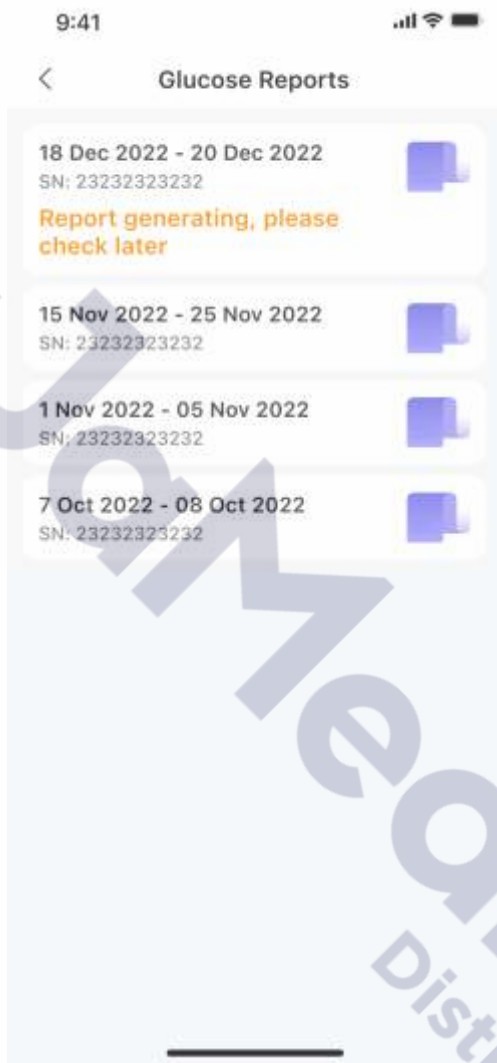 9:41
Glucose Reports
18 Dec 2022 - 20 Dec 2022
SN: 23232323232
Report generating, please
check later
15 Nov 2022 - 25 Nov 2022
SN: 23232323232
1 Nov 2022 - 05 Nov 2022
SN: 23232323232
7 Oct 2022 - 08 Oct 2022
SN: 23232323232